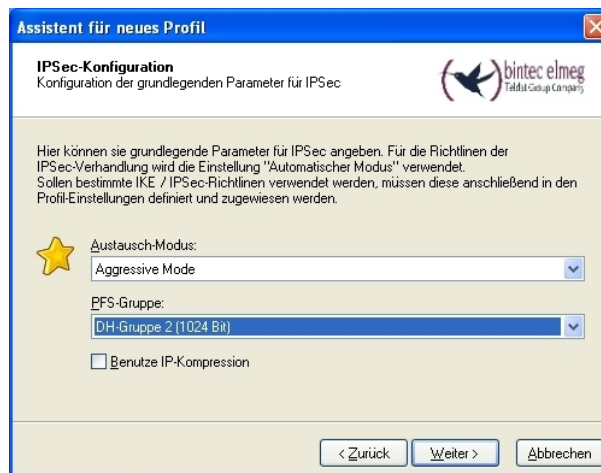 Assistent für neues Profil
IPSec-Konfiguration
Konfiguration der grundlegenden Parameter für IPSec
bintec elmeg
Teldat Group Company
Hier können sie grundlegende Parameter für IPSec angeben. Für die Richtlinen der
IPSec-Verhandlung wird die Einstellung "Automatischer Modus" verwendet.
Sollen bestimmte IKE / IPSec-Richtlinen verwendet werden, müssen diese anschließend in den
Profil-Einstellungen definiert und zugewiesen werden.
Austausch-Modus:
Aggressive Mode
PFS-Gruppe:
DH-Gruppe 2 (1024 Bit)
Benutze IP-Kompression
< Zurück
Weiter >
Abbrechen